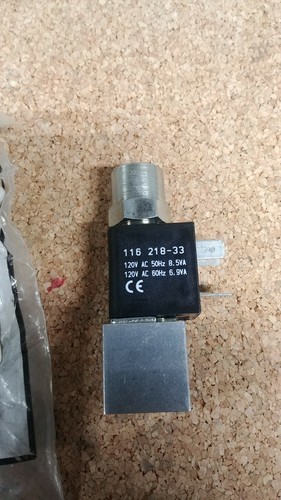 116 218-33
120V AC 50Hz 8.5VA
120V AC 60Hz 6.9VA
CE